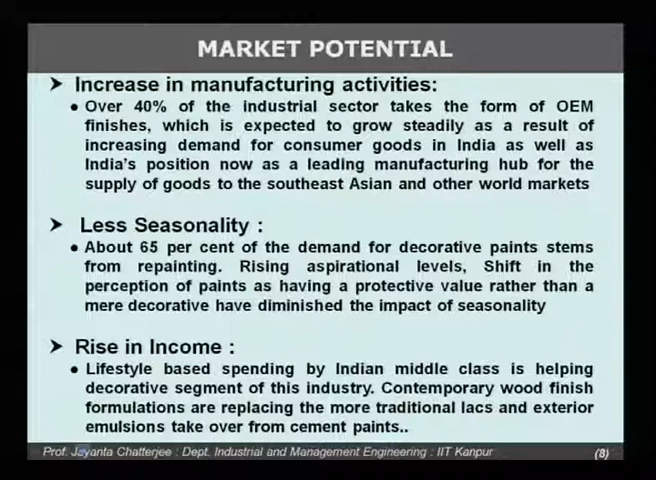 MARKET POTENTIAL
Increase in manufacturing activities:
Over 40% of the industrial sector takes the form of OEM
finishes, which is expected to grow steadily as a result of
increasing demand for consumer goods in India as well as
India's position now as a leading manufacturing hub for the
supply of goods to the southeast Asian and other world markets
Less Seasonality :
About 65 per cent of the demand for decorative paints stems
from repainting. Rising aspirational levels, Shift in the
perception of paints as having a protective value rather than a
mere decorative have diminished the impact of seasonality
Rise in Income :
Lifestyle based spending by Indian middle class is helping
decorative segment of this industry. Contemporary wood finish
formulations are replacing the more traditional lacs and exterior
emulsions take over from cement paints..
Prof. Jayanta Chatterjee : Dept. Industrial and Management Engineering : IIT Kanpur (8)